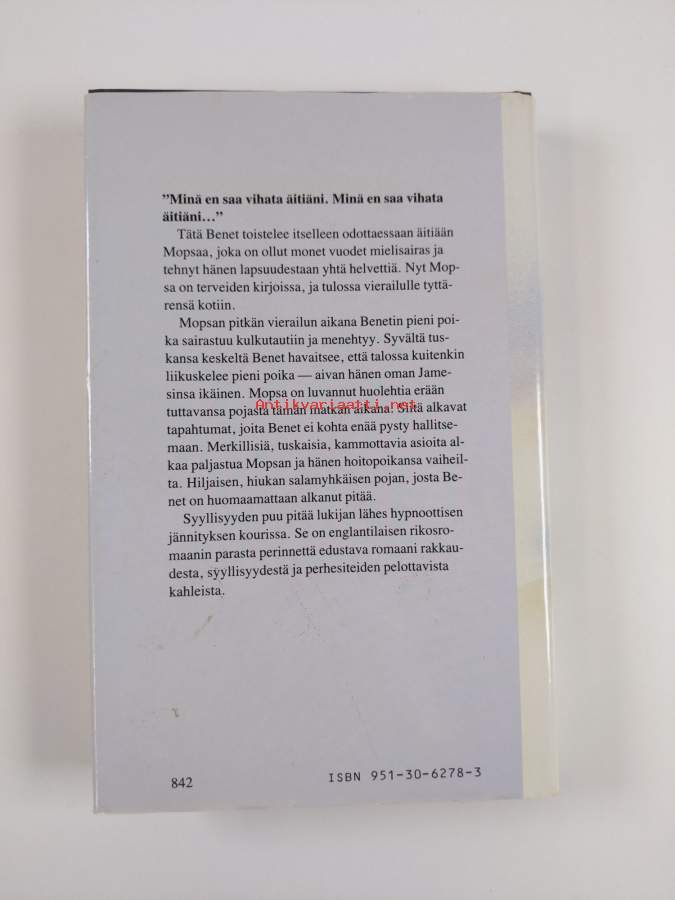 ”Minä en saa vihata äitiäni. Minä en saa vihata
äitiäni...”
Tätä Benet toistelee itselleen odottaessaan äitiään
Mopsaa, joka on ollut monet vuodet mielisairas ja
tehnyt hänen lapsuudestaan yhtä helvettiä. Nyt Mop-
sa on terveiden kirjoissa, ja tulossa vierailulle tyttä-
rensä kotiin.
Mopsan pitkän vierailun aikana Benetin pieni poi-
ka sairastuu kulkutautiin ja menehtyy. Syvältä tus-
kansa keskeltä Benet havaitsee, että talossa kuitenkin
liikuskelee pieni poika — aivan hänen oman Jame-
sinsa ikäinen. Mopsa on luvannut huolehtia erään
tuttavansa pojasta tämän matkan aikana! Siitä alkavat
Antikvariaatti.net
tapahtumat, joita Benet ei kohta enää pysty hallitse-
maan. Merkillisiä, tuskaisia, kammottavia asioita al-
kaa paljastua Mopsan ja hänen hoitopoikansa vaiheil-
ta. Hiljaisen, hiukan salamyhkäisen pojan, josta Be-
net on huomaamattaan alkanut pitää.
Syyllisyyden puu pitää lukijan lähes hypnoottisen
jännityksen kourissa. Se on englantilaisen rikosro-
maanin parasta perinnettä edustava romaani rakkau-
desta, syyllisyydestä ja perhesiteiden pelottavista
kahleista.
842
ISBN 951-30-6278-3